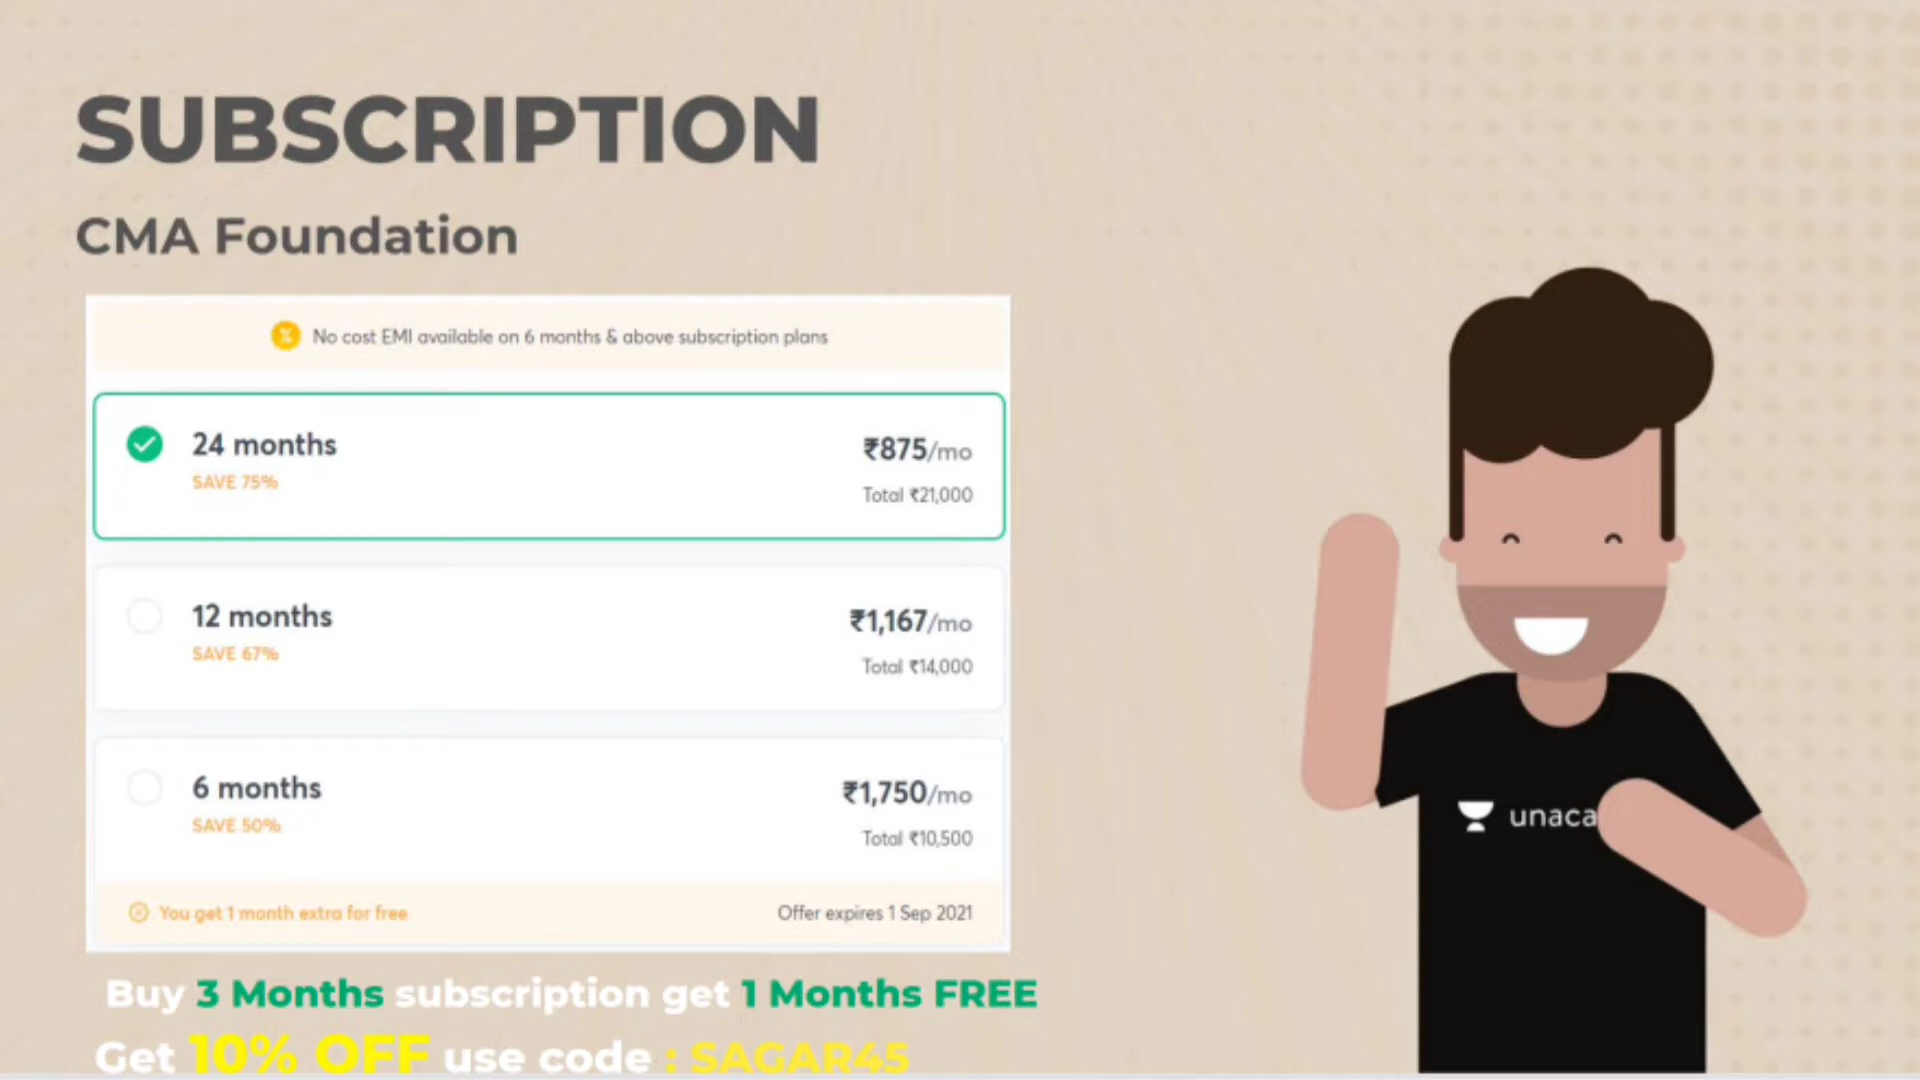 SUBSCRIPTION
CMA Foundation
No cost EMI available on 6 months & above subscription plans
24 months
₹875/mo
SAVE 75%
Total ₹21,000
12 months
₹1,167/mo
SAVE 67%
Total ₹14,000
6 months
₹1,750/mo
SAVE 50%
Total ₹10,500
You get 1 month extra for free
Offer expires 1 Sep 2021
unaca
Buy 3 Months subscription get 1 Months FREE
Get 10% OFF use code : SAGAR45